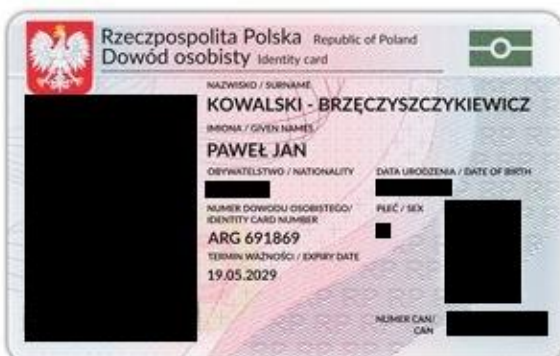 Rzeczpospolita Polska Republic of Poland
Dowód osobisty Identity card
NAZWISKO / SURNAME
KOWALSKI - BRZĘCZYSZCZYKIEWICZ
IMIONA / GIVEN NAMES
PAWEŁ JAN
OBYWATELSTWO / NATIONALITY DATA URODZENIA / DATE OF BIRTH
NUMER DOWODU OSOBISTEGO/ PŁEĆ / SEX
IDENTITY CARD NUMBER
ARG 691869
TERMIN WAŻNOŚCI / EXPIRY DATE
19.05.2029
NUMER CAN/
CAN